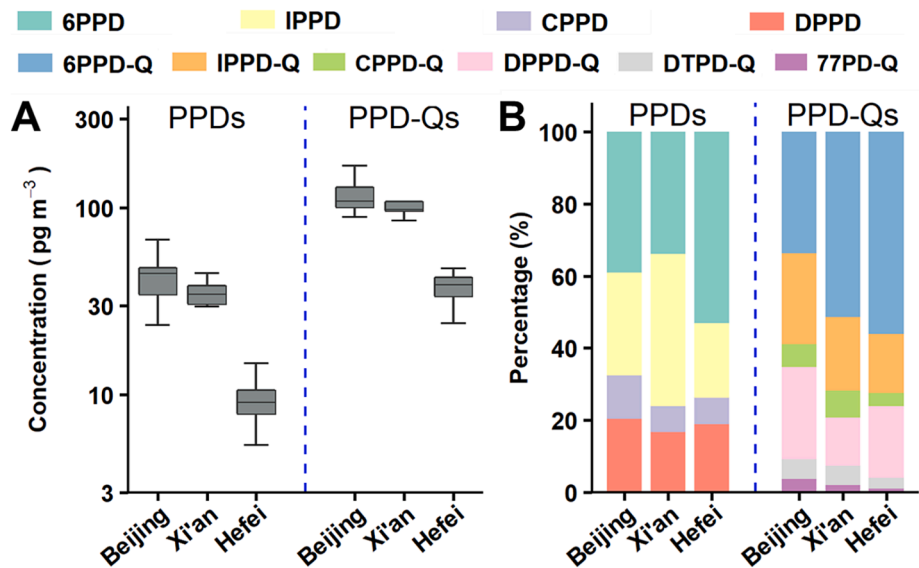 6PPD IPPD CPPD DPPD
6PPD-Q IPPD-Q CPPD-Q DPPD-Q DTPD-Q 77PD-Q
A
PPDs PPD-Qs
Concentration ( pg m−3)
300
100
30
10
3
Beijing Xi'an Hefei Beijing Xi'an Hefei
B
PPDs PPD-Qs
Percentage (%)
100
80
60
40
20
0
Beijing Xi'an Hefei Beijing Xi'an Hefei